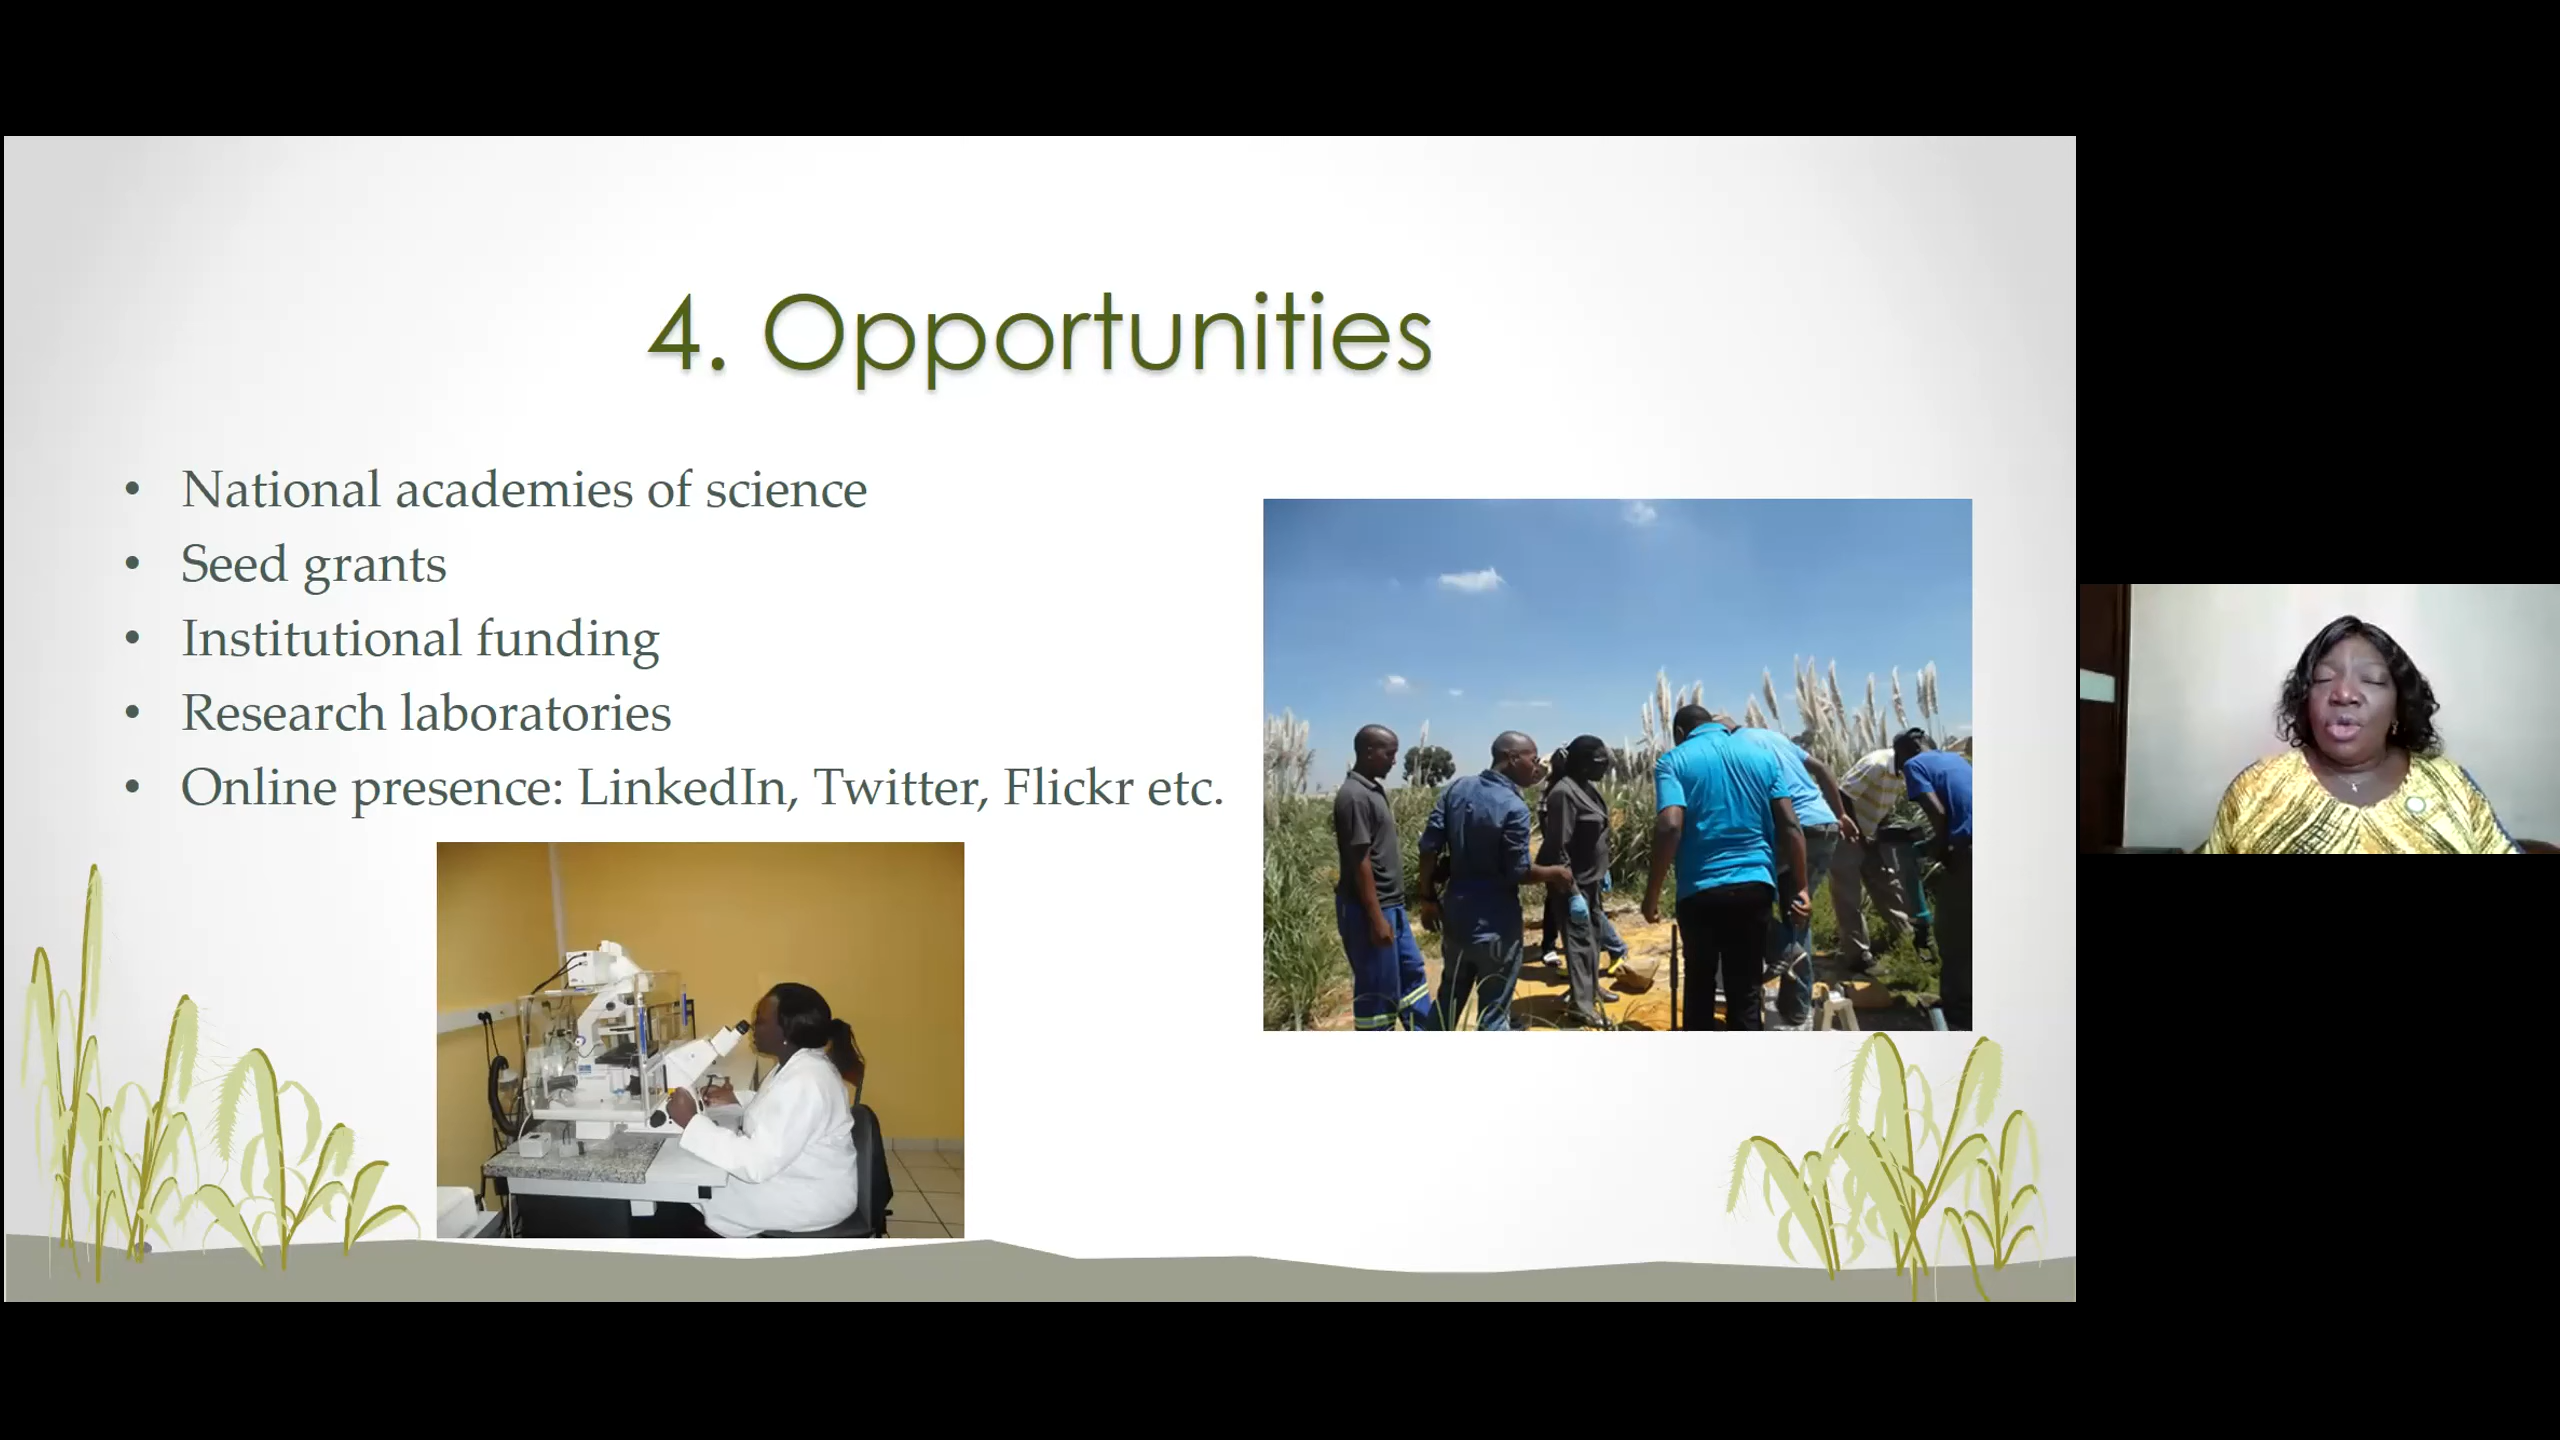 4. Opportunities
• National academies of science
• Seed grants
• Institutional funding
• Research laboratories
• Online presence: LinkedIn, Twitter, Flickr etc.